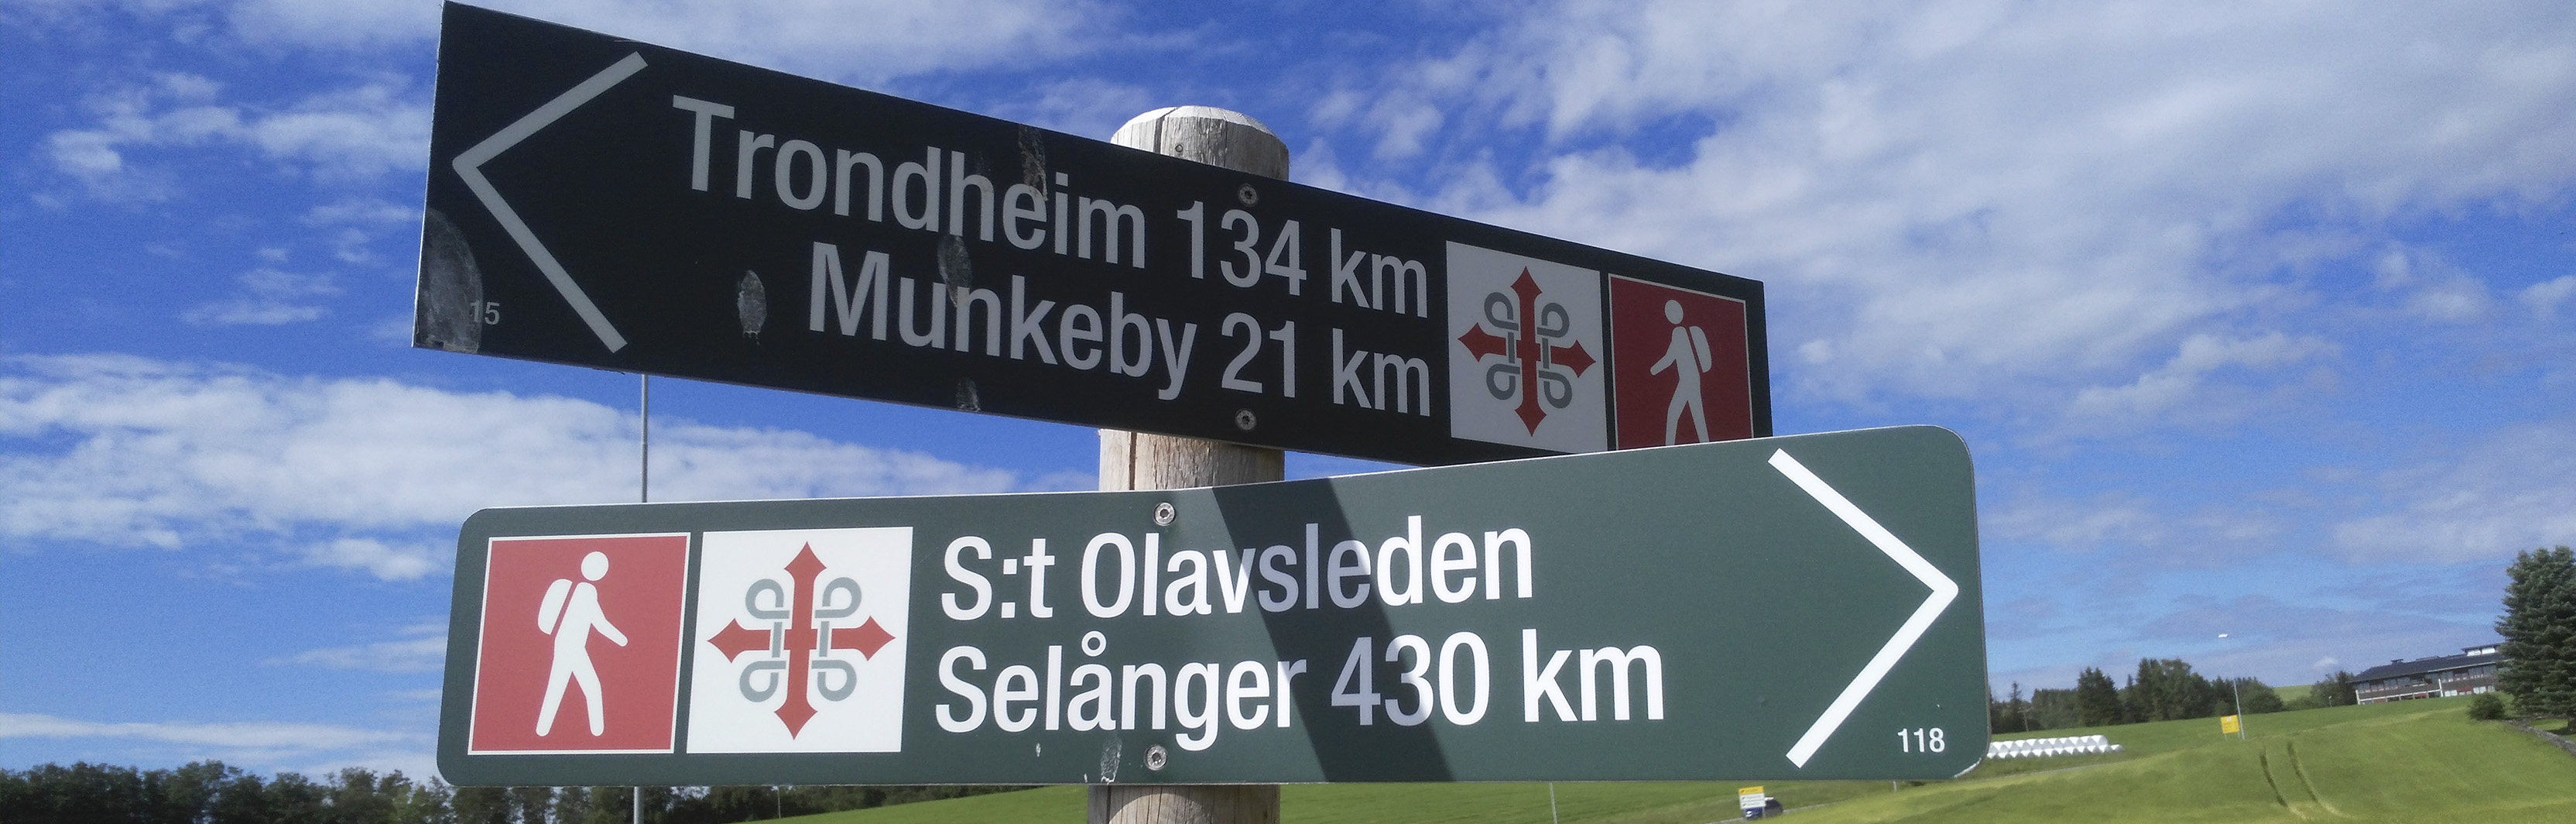 Trondheim 134 km
Munkeby 21 km
15
S:t Olavsleden
Selånger 430 km
118